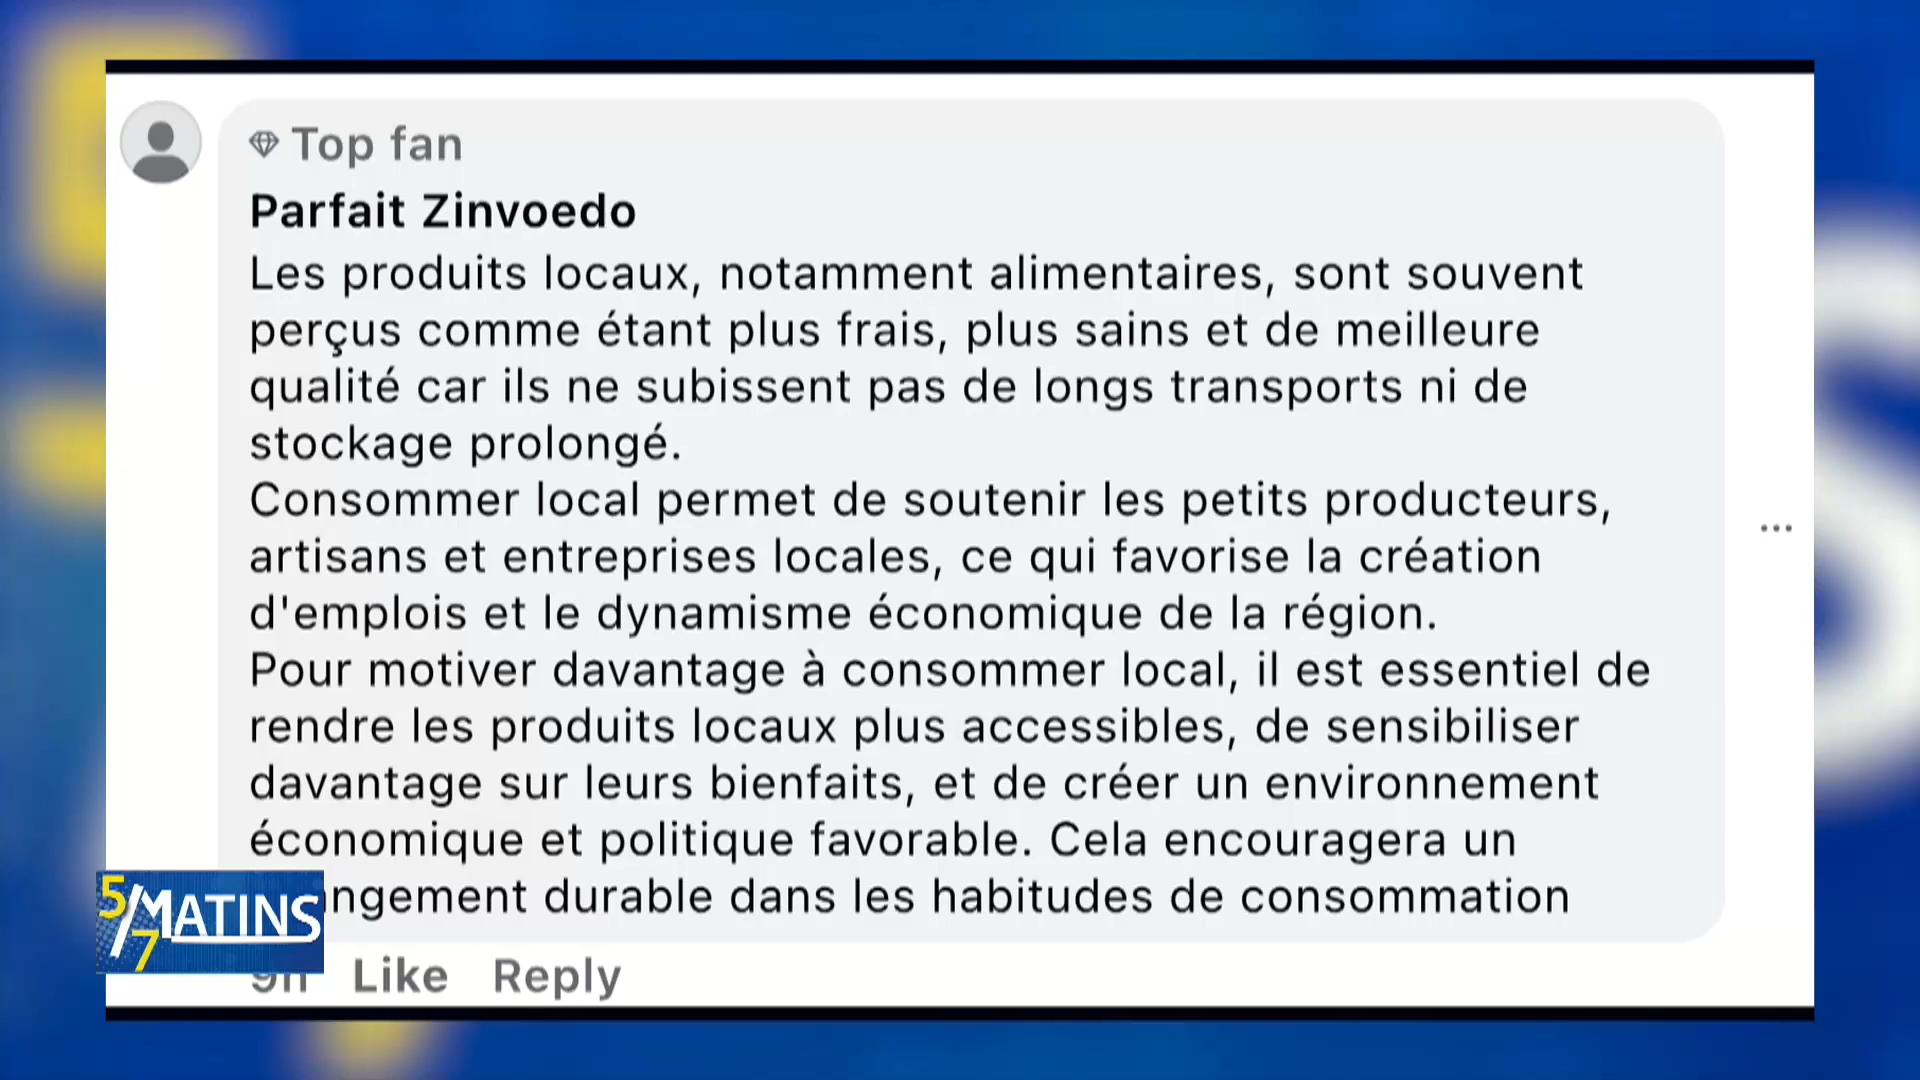 Top fan
Parfait Zinvoedo
Les produits locaux, notamment alimentaires, sont souvent
perçus comme étant plus frais, plus sains et de meilleure
qualité car ils ne subissent pas de longs transports ni de
stockage prolongé.
Consommer local permet de soutenir les petits producteurs,
artisans et entreprises locales, ce qui favorise la création
d'emplois et le dynamisme économique de la région.
Pour motiver davantage à consommer local, il est essentiel de
rendre les produits locaux plus accessibles, de sensibiliser
davantage sur leurs bienfaits, et de créer un environnement
économique et politique favorable. Cela encouragera un
ngement durable dans les habitudes de consommation
5/7 MATINS
9h Like Reply